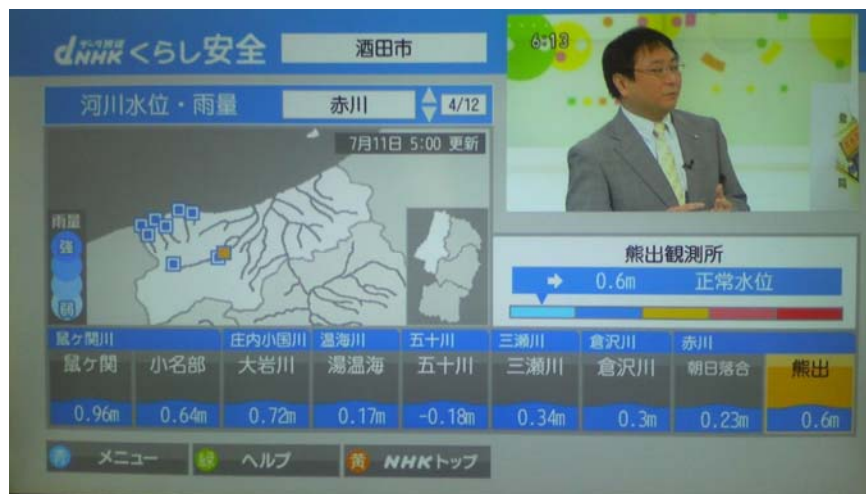 dNHK データ放送 くらし安全
酒田市
6:13
河川水位・雨量
赤川
4/12
7月11日 5:00 更新
雨量
強
弱
熊出観測所
➡ 0.6m 正常水位
鼠ヶ関川 庄内小国川 温海川 五十川 三瀬川 倉沢川 赤川
鼠ヶ関 小名部 大岩川 湯温海 五十川 三瀬川 倉沢川 朝日落合 熊出
0.96m 0.64m 0.72m 0.17m -0.18m 0.34m 0.3m 0.23m 0.6m
青 メニュー 緑 ヘルプ 黄 NHKトップ